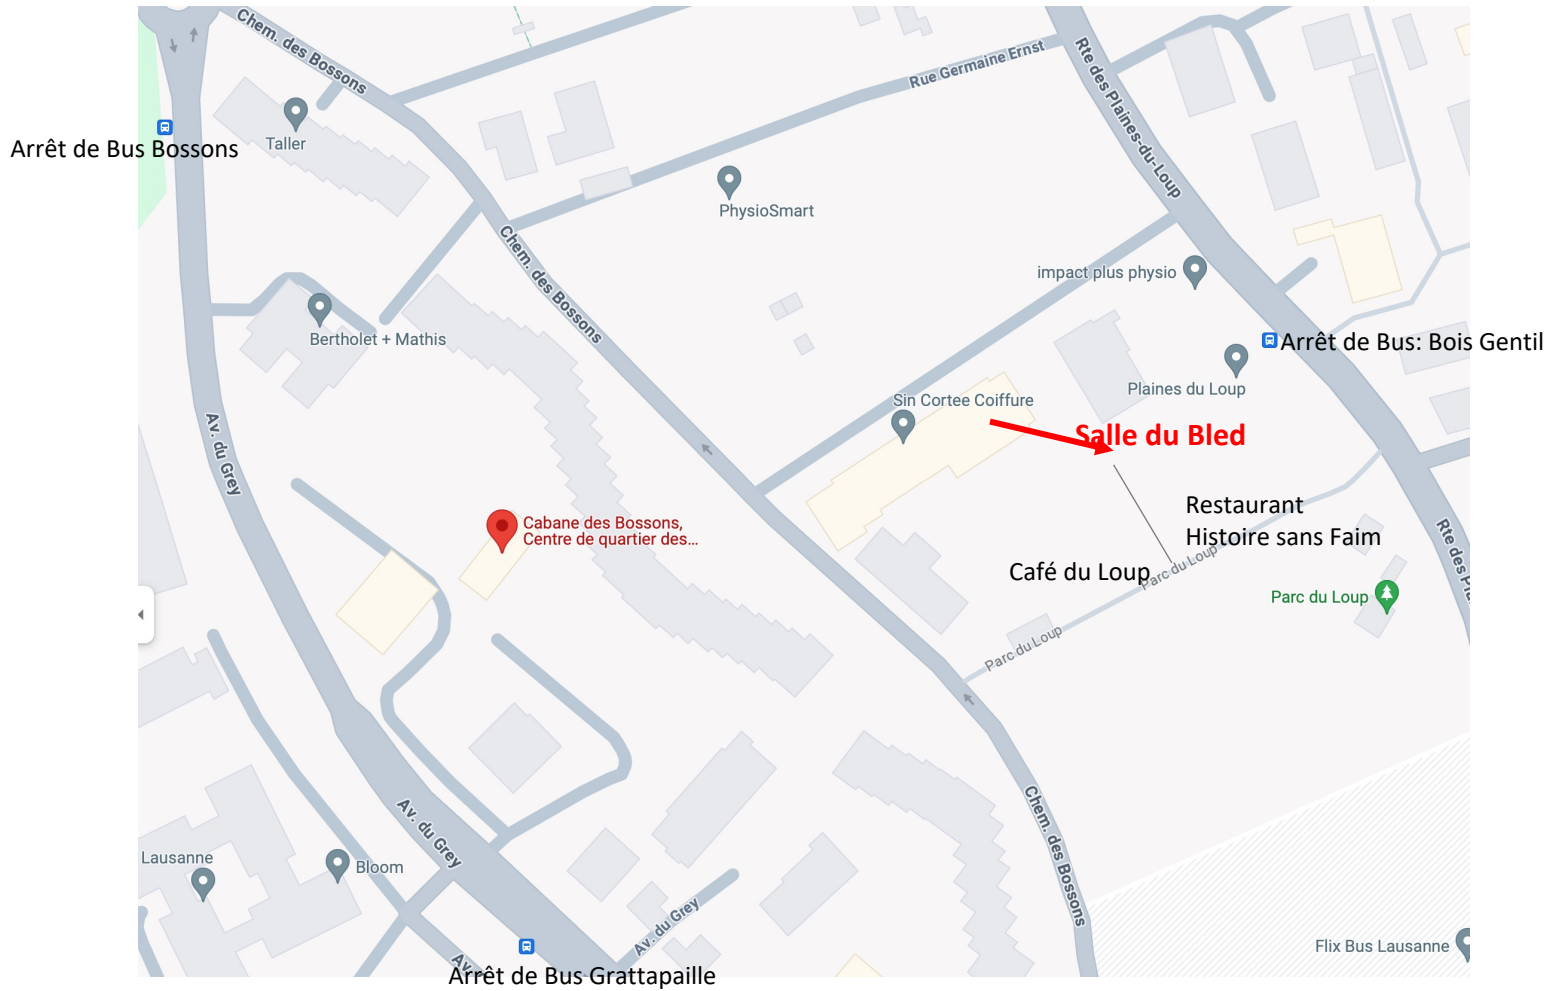 Chem. des Bossons
Rue Germaine Ernst
Rte des Plaines-du-Loup
Arrêt de Bus Bossons
Taller
PhysioSmart
Chem. des Bossons
impact plus physio
Bertholet + Mathis
Arrêt de Bus: Bois Gentil
Plaines du Loup
Sin Cortee Coiffure
Salle du Bled
Av. du Grey
Restaurant
Histoire sans Faim
Cabane des Bossons,
Centre de quartier des...
Café du Loup
Parc du Loup
Parc du Loup
Rte des Pl
Parc du Loup
Av. du Grey
Chem. des Bossons
Lausanne
Bloom
Av. du Grey
Flix Bus Lausanne
Av.
Arrêt de Bus Grattapaille